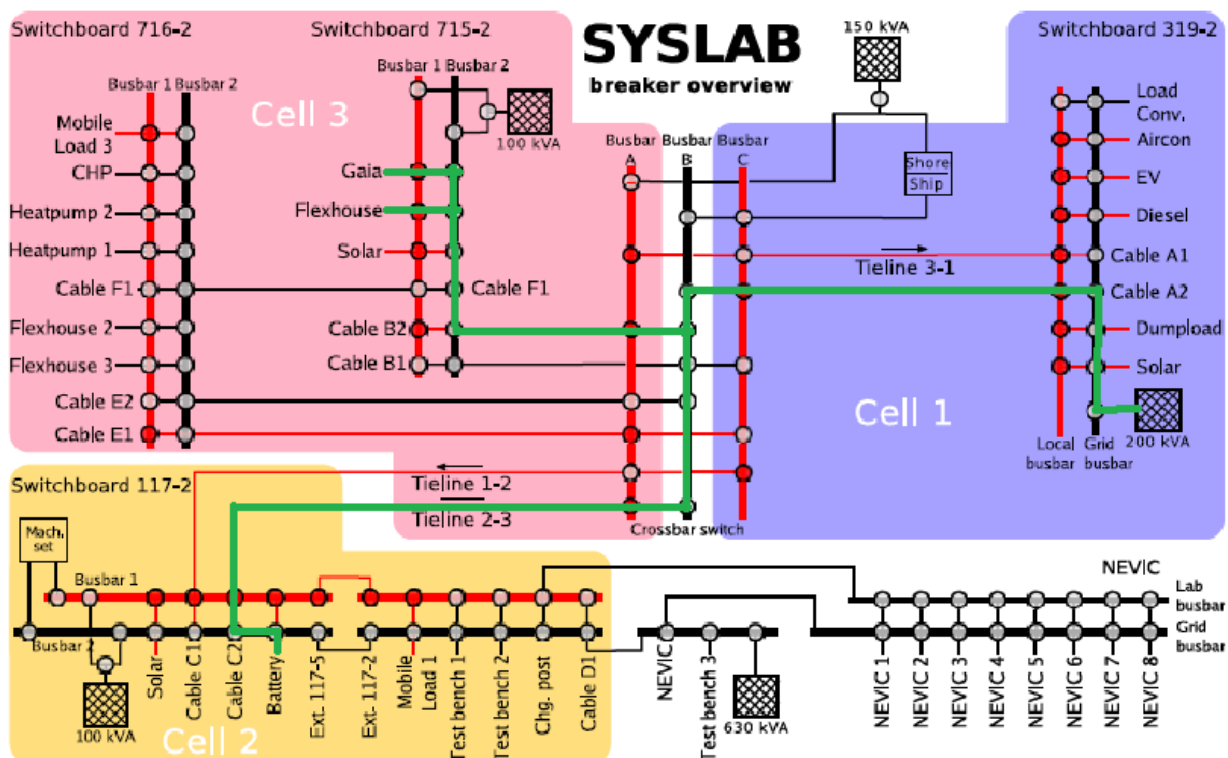 Switchboard 716-2
Switchboard 715-2
SYSLAB
breaker overview
150 kVA
Switchboard 319-2
Busbar 1
Busbar 2
Busbar 1
Busbar 2
Cell 3
100 kVA
Mobile
Load 3
CHP
Heatpump 2
Heatpump 1
Cable F1
Flexhouse 2
Flexhouse 3
Cable E2
Cable E1
Gaia
Flexhouse
Solar
Cable F1
Cable B2
Cable B1
Busbar
A
Busbar
B
Busbar
C
Shore
Ship
Tieline 3-1
Load
Conv.
Aircon
EV
Diesel
Cable A1
Cable A2
Dumpload
Solar
Cell 1
200 kVA
Local
busbar
Grid
busbar
Tieline 1-2
Tieline 2-3
Crossbar switch
Switchboard 117-2
Mach.
set
Busbar 1
Busbar 2
100 kVA
Solar
Cable C1
Cable C2
Battery
Ext. 117-5
Ext. 117-2
Mobile
Load 1
Test bench 1
Test bench 2
Chg. post
Cable D1
Cell 2
NEVIC
Test bench 3
630 kVA
NEVIC
Lab
busbar
Grid
busbar
NEVIC 1
NEVIC 2
NEVIC 3
NEVIC 4
NEVIC 5
NEVIC 6
NEVIC 7
NEVIC 8